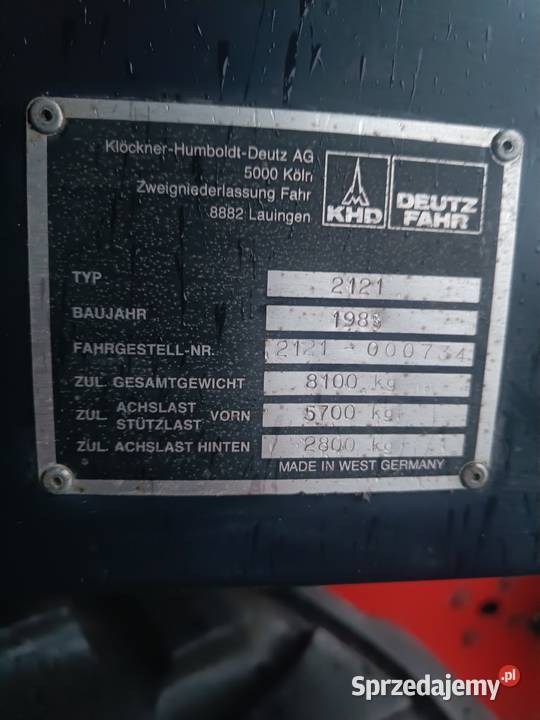 Klöckner-Humboldt-Deutz AG
5000 Köln
Zweigniederlassung Fahr
8882 Lauingen
KHD
DEUTZ
FAHR
TYP 2121
BAUJAHR
FAHRGESTELL-NR. 2121-000734
ZUL. GESAMTGEWICHT 8100 kg
ZUL. ACHSLAST STÜTZLAST VORN 5700 kg
ZUL. ACHSLAST HINTEN 2800 kg
MADE IN WEST GERMANY
Sprzedajemy.pl